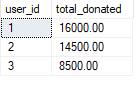 user_id total_donated
1 16000.00
2 14500.00
3 8500.00